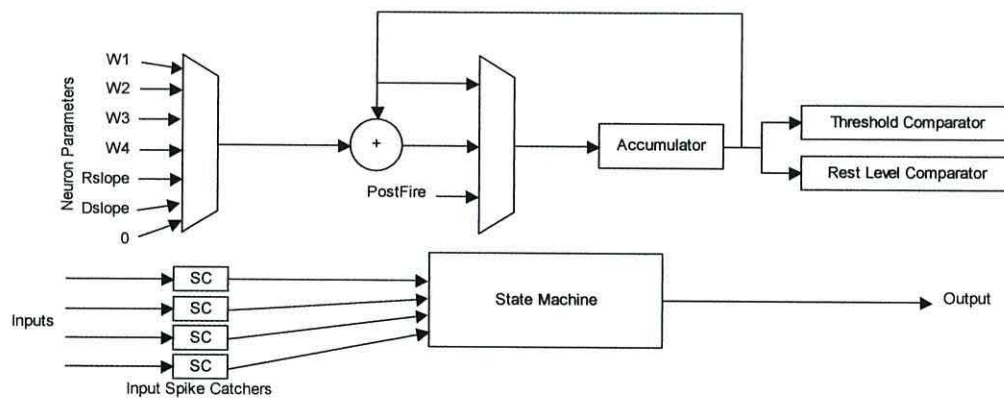 Neuron Parameters
W1
W2
W3
W4
Rslope
Dslope
0
+
PostFire
Accumulator
Threshold Comparator
Rest Level Comparator
Inputs
SC
SC
SC
SC
Input Spike Catchers
State Machine
Output